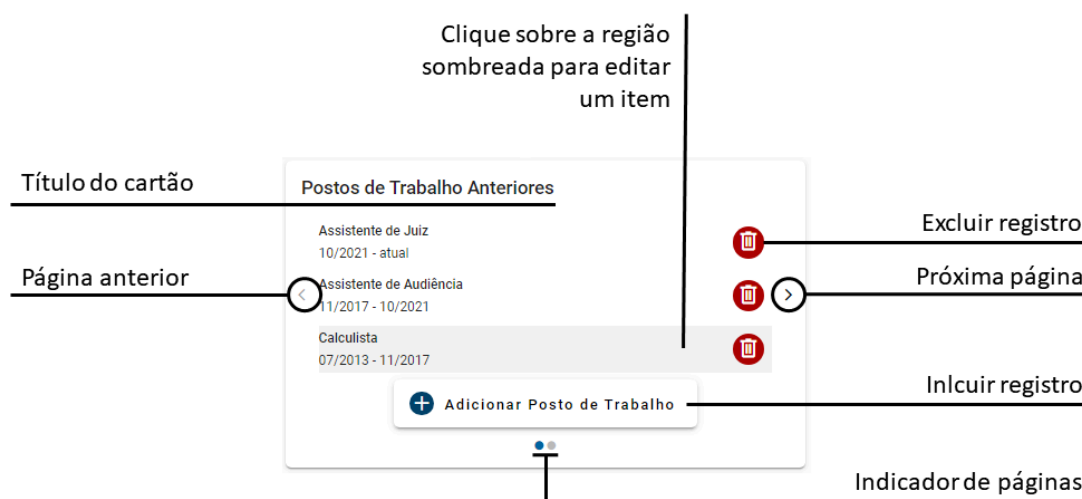 Clique sobre a região
sombreada para editar
um item
Título do cartão
Postos de Trabalho Anteriores
Assistente de Juiz
10/2021 - atual
Excluir registro
Página anterior
Assistente de Audiência
11/2017 - 10/2021
Próxima página
Calculista
07/2013 - 11/2017
Adicionar Posto de Trabalho
Inlcuir registro
Indicador de páginas